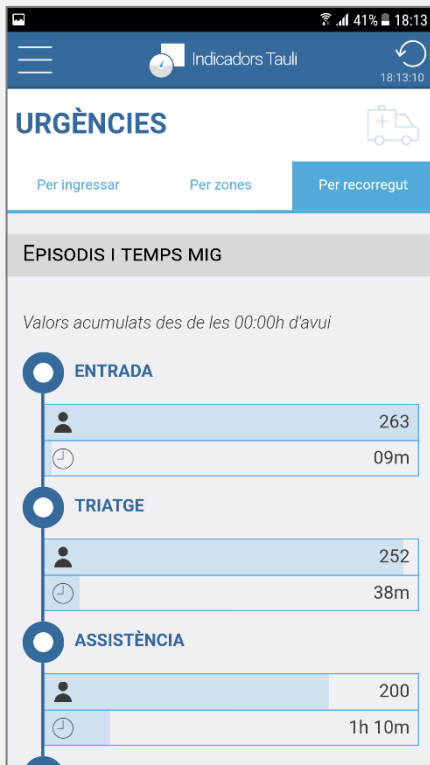 41% 18:13
Indicadors Tauli
18:13:10
URGÈNCIES
Per ingressar Per zones Per recorregut
EPISODIS I TEMPS MIG
Valors acumulats des de les 00:00h d'avui
ENTRADA
263
09m
TRIATGE
252
38m
ASSISTÈNCIA
200
1h 10m